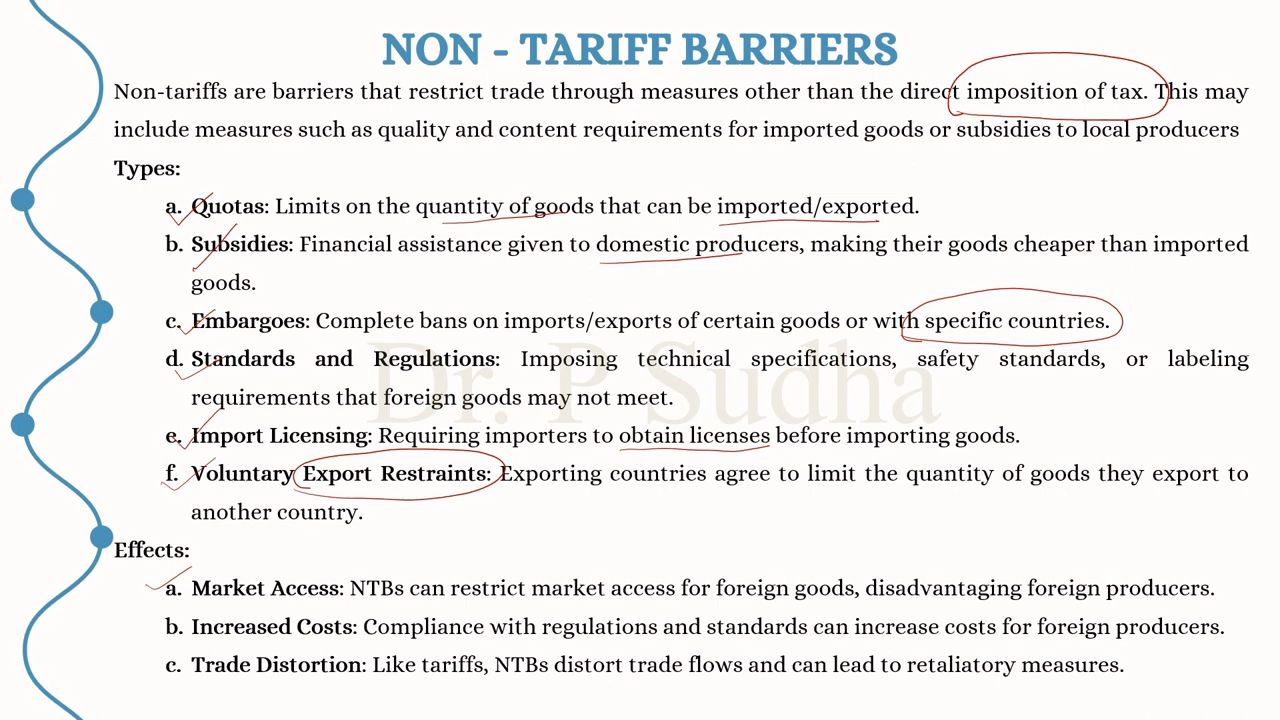 NON - TARIFF BARRIERS
Non-tariffs are barriers that restrict trade through measures other than the direct imposition of tax. This may
include measures such as quality and content requirements for imported goods or subsidies to local producers
Types:
a. Quotas: Limits on the quantity of goods that can be imported/exported.
b. Subsidies: Financial assistance given to domestic producers, making their goods cheaper than imported
goods.
c. Embargoes: Complete bans on imports/exports of certain goods or with specific countries.
d. Standards and Regulations: Imposing technical specifications, safety standards, or labeling
requirements that foreign goods may not meet.
Dr. P Sudha
e. Import Licensing: Requiring importers to obtain licenses before importing goods.
f. Voluntary Export Restraints: Exporting countries agree to limit the quantity of goods they export to
another country.
Effects:
a. Market Access: NTBs can restrict market access for foreign goods, disadvantaging foreign producers.
b. Increased Costs: Compliance with regulations and standards can increase costs for foreign producers.
c. Trade Distortion: Like tariffs, NTBs distort trade flows and can lead to retaliatory measures.